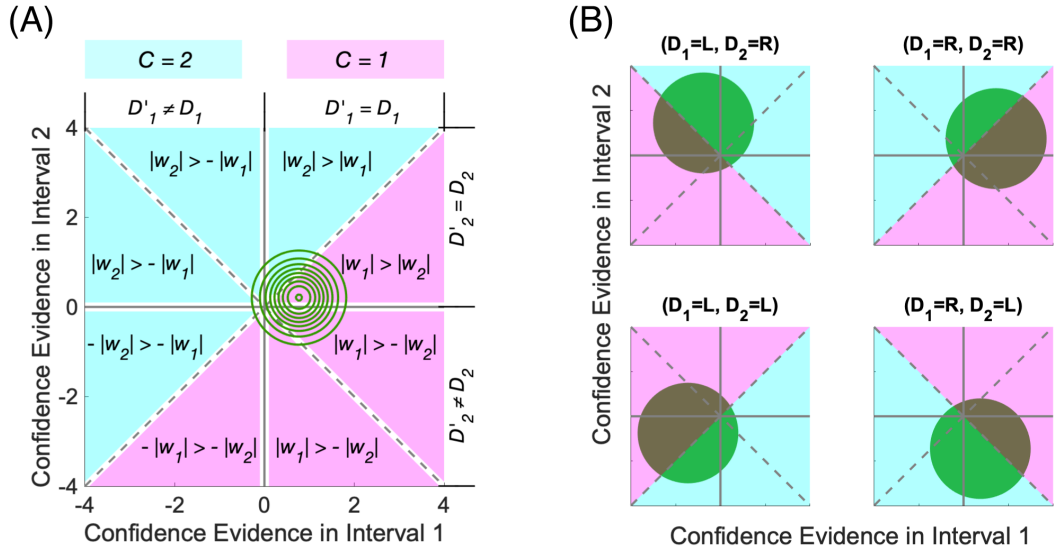 (A)
C = 2
C = 1
D'₁ ≠ D₁
D'₁ = D₁
|w₂| > - |w₁|
|w₂| > |w₁|
|w₂| > - |w₁|
|w₁| > |w₂|
- |w₂| > - |w₁|
|w₁| > - |w₂|
- |w₁| > - |w₂|
|w₁| > - |w₂|
D'₂ = D₂
D'₂ ≠ D₂
4
2
0
-2
-4
-4
-2
0
2
4
Confidence Evidence in Interval 2
Confidence Evidence in Interval 1
(B)
(D₁=L, D₂=R)
(D₁=R, D₂=R)
(D₁=L, D₂=L)
(D₁=R, D₂=L)
Confidence Evidence in Interval 2
Confidence Evidence in Interval 1